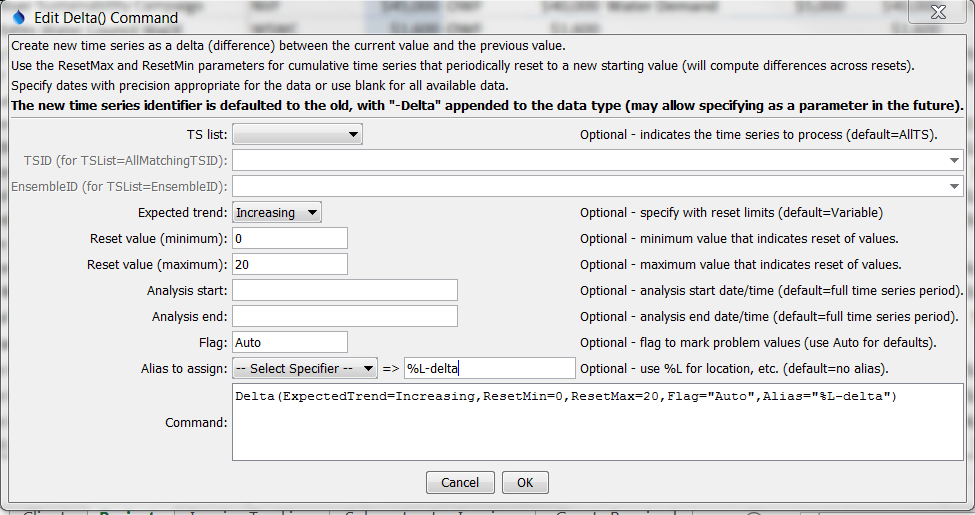 Edit Delta() Command
Create new time series as a delta (difference) between the current value and the previous value.
Use the ResetMax and ResetMin parameters for cumulative time series that periodically reset to a new starting value (will compute differences across resets).
Specify dates with precision appropriate for the data or use blank for all available data.
The new time series identifier is defaulted to the old, with "-Delta" appended to the data type (may allow specifying as a parameter in the future).
TS list: Optional - indicates the time series to process (default=AllTS).
TSID (for TSList=AllMatchingTSID):
EnsembleID (for TSList=EnsembleID):
Expected trend: Increasing Optional - specify with reset limits (default=Variable)
Reset value (minimum): 0 Optional - minimum value that indicates reset of values.
Reset value (maximum): 20 Optional - maximum value that indicates reset of values.
Analysis start: Optional - analysis start date/time (default=full time series period).
Analysis end: Optional - analysis end date/time (default=full time series period).
Flag: Auto Optional - flag to mark problem values (use Auto for defaults).
Alias to assign: -- Select Specifier -- => %L-delta Optional - use %L for location, etc. (default=no alias).
Command: Delta(ExpectedTrend=Increasing,ResetMin=0,ResetMax=20,Flag="Auto",Alias="%L-delta")
Cancel OK